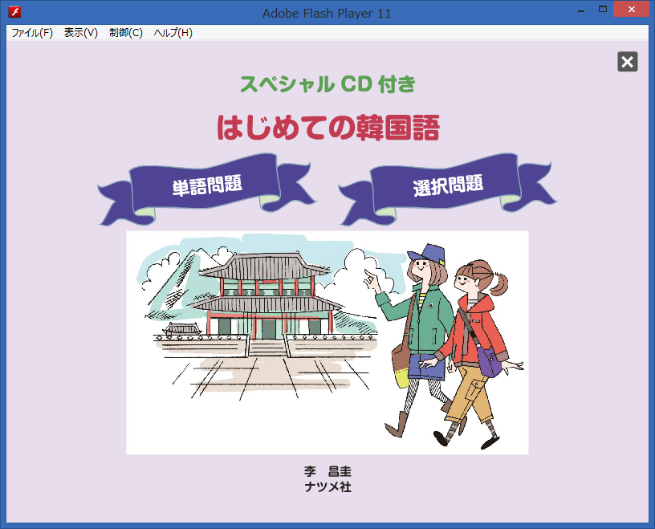 Adobe Flash Player 11
ファイル(F) 表示(V) 制御(C) ヘルプ(H)
スペシャルCD付き
はじめての韓国語
単語問題 選択問題
李 昌圭
ナツメ社